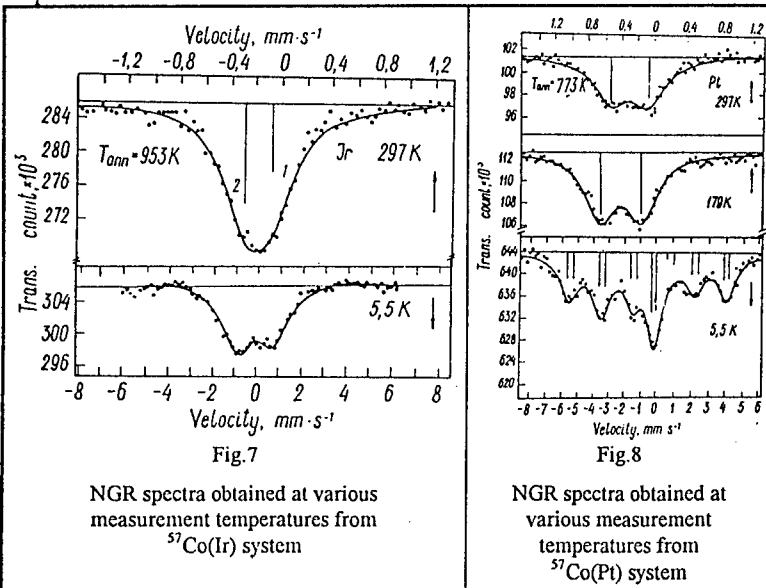 Velocity, mm·s⁻¹
-1,2 -0,8 -0,4 0 0,4 0,8 1,2
284
280
276
272
Trans. count,×10³
Tann=953K
2
1
Ir 297K
304
300
296
5,5 K
-8 -6 -4 -2 0 2 4 6 8
Velocity, mm·s⁻¹
Fig.7
NGR spectra obtained at various
measurement temperatures from
⁵⁷Co(Ir) system
1.2 0.8 0.4 0 0.4 0.8 1.2
102
100
98
96
Tann=773K
Pt
297K
112
110
108
106
Trans. count,×10³
179K
644
640
636
632
628
624
620
5,5 K
-8 -7 -6 -5 -4 -3 -2 -1 0 1 2 3 4 5 6
Velocity, mm s⁻¹
Fig.8
NGR spectra obtained at
various measurement
temperatures from
⁵⁷Co(Pt) system